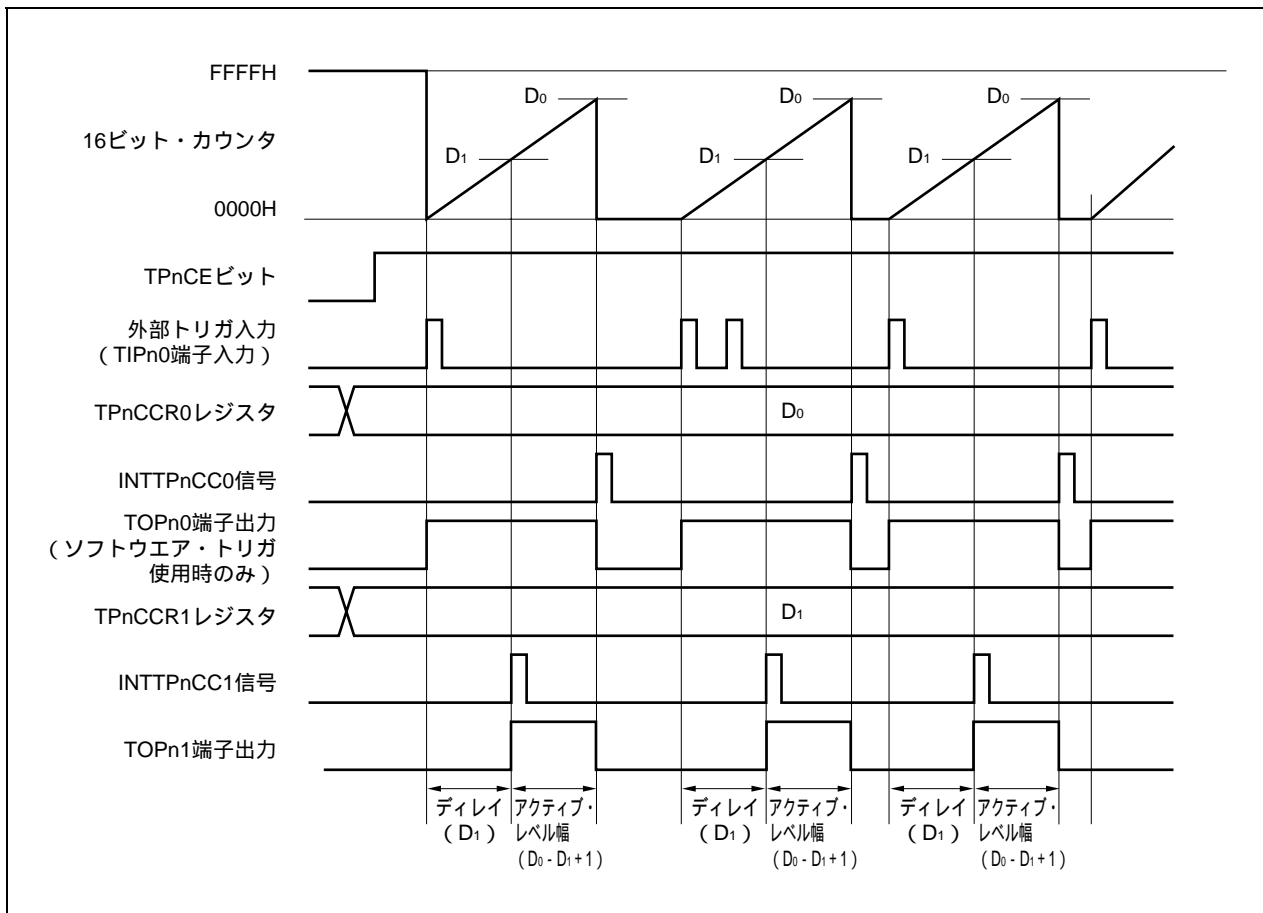 FFFFH
D0 D0 D0
16ビット・カウンタ
D1 D1 D1
0000H
TPnCEビット
外部トリガ入力
（TIPn0端子入力）
TPnCCR0レジスタ
D0
INTTPnCC0信号
TOPn0端子出力
（ソフトウエア・トリガ
使用時のみ）
TPnCCR1レジスタ
D1
INTTPnCC1信号
TOPn1端子出力
ディレイ
（D1）
アクティブ・
レベル幅
（D0 - D1 + 1）
ディレイ
（D1）
アクティブ・
レベル幅
（D0 - D1 + 1）
ディレイ
（D1）
アクティブ・
レベル幅
（D0 - D1 + 1）